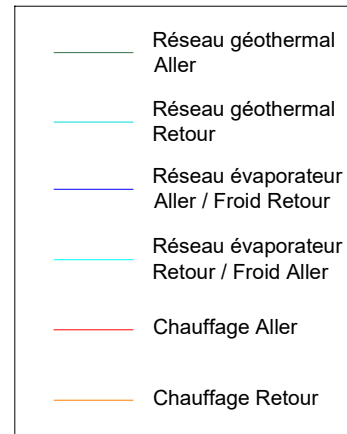 Réseau géothermal
Aller
Réseau géothermal
Retour
Réseau évaporateur
Aller / Froid Retour
Réseau évaporateur
Retour / Froid Aller
Chauffage Aller
Chauffage Retour